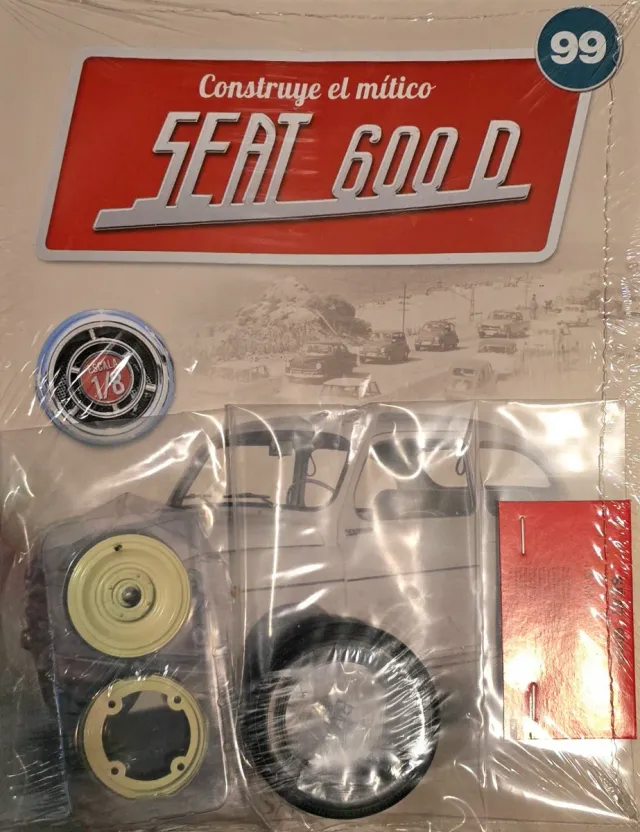 99
Construye el mítico
SEAT 600 D
ESCALA
1/8